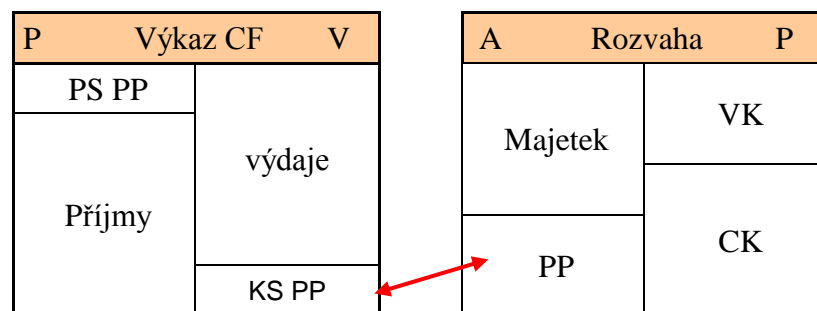 P Výkaz CF V
PS PP
Příjmy
výdaje
KS PP
A Rozvaha P
Majetek
PP
VK
CK